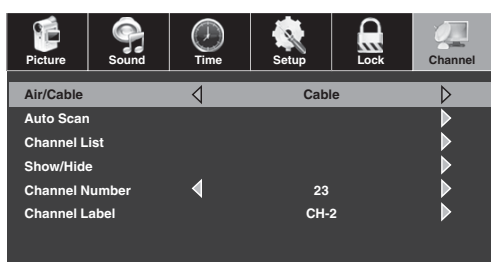 Picture Sound Time Setup Lock Channel
Air/Cable Cable
Auto Scan
Channel List
Show/Hide
Channel Number 23
Channel Label CH-2